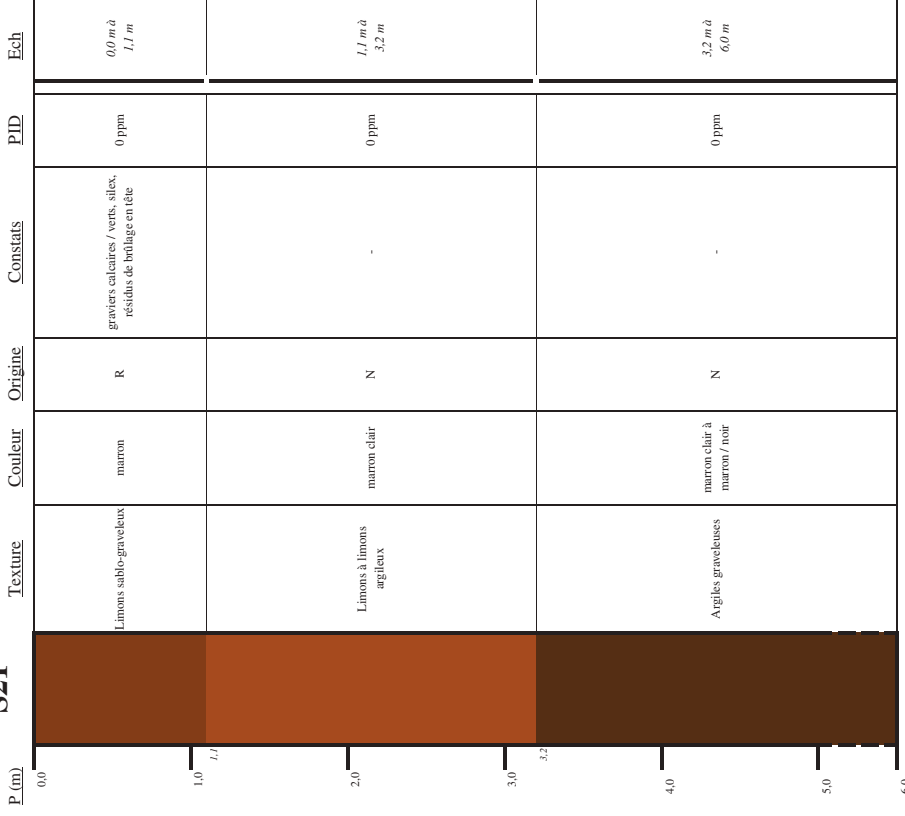 P (m)
S21
Texture
Couleur
Origine
Constats
PID
Ech
0,0
Limons sablo-graveleux
marron
R
graviers calcaires / verts, silex,
résidus de brûlage en tête
0 ppm
0,0 m à
1,1 m
1,0
1,1
Limons à limons
argileux
marron clair
N
-
0 ppm
1,1 m à
3,2 m
2,0
3,0
3,2
Argiles graveleuses
marron clair à
marron / noir
N
-
0 ppm
3,2 m à
6,0 m
4,0
5,0
6,0